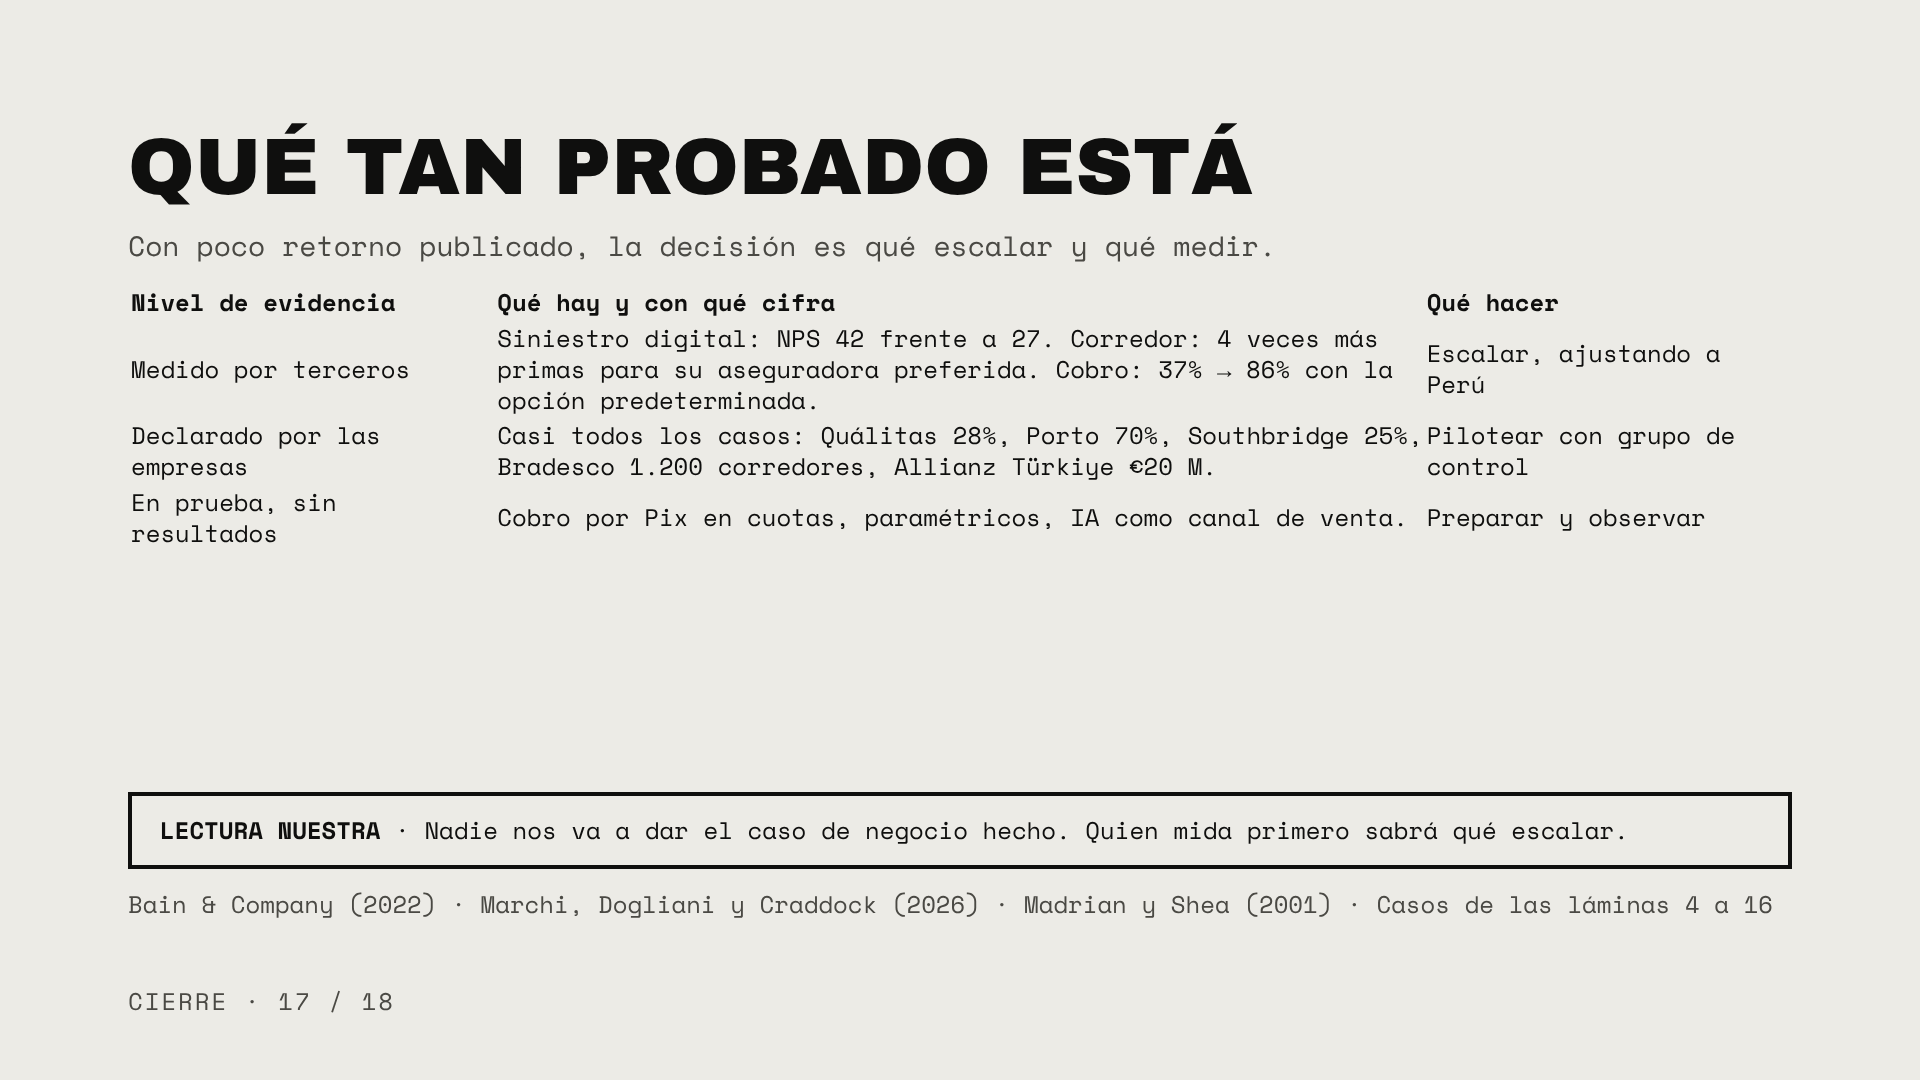 QUÉ TAN PROBADO ESTÁ
Con poco retorno publicado, la decisión es qué escalar y qué medir.
Nivel de evidencia
Qué hay y con qué cifra
Qué hacer
Medido por terceros
Siniestro digital: NPS 42 frente a 27. Corredor: 4 veces más
primas para su aseguradora preferida. Cobro: 37% → 86% con la
opción predeterminada.
Escalar, ajustando a
Perú
Declarado por las
empresas
Casi todos los casos: Quálitas 28%, Porto 70%, Southbridge 25%,
Bradesco 1.200 corredores, Allianz Türkiye €20 M.
Pilotear con grupo de
control
En prueba, sin
resultados
Cobro por Pix en cuotas, paramétricos, IA como canal de venta.
Preparar y observar
LECTURA NUESTRA · Nadie nos va a dar el caso de negocio hecho. Quien mida primero sabrá qué escalar.
Bain & Company (2022) · Marchi, Dogliani y Craddock (2026) · Madrian y Shea (2001) · Casos de las láminas 4 a 16
CIERRE · 17 / 18